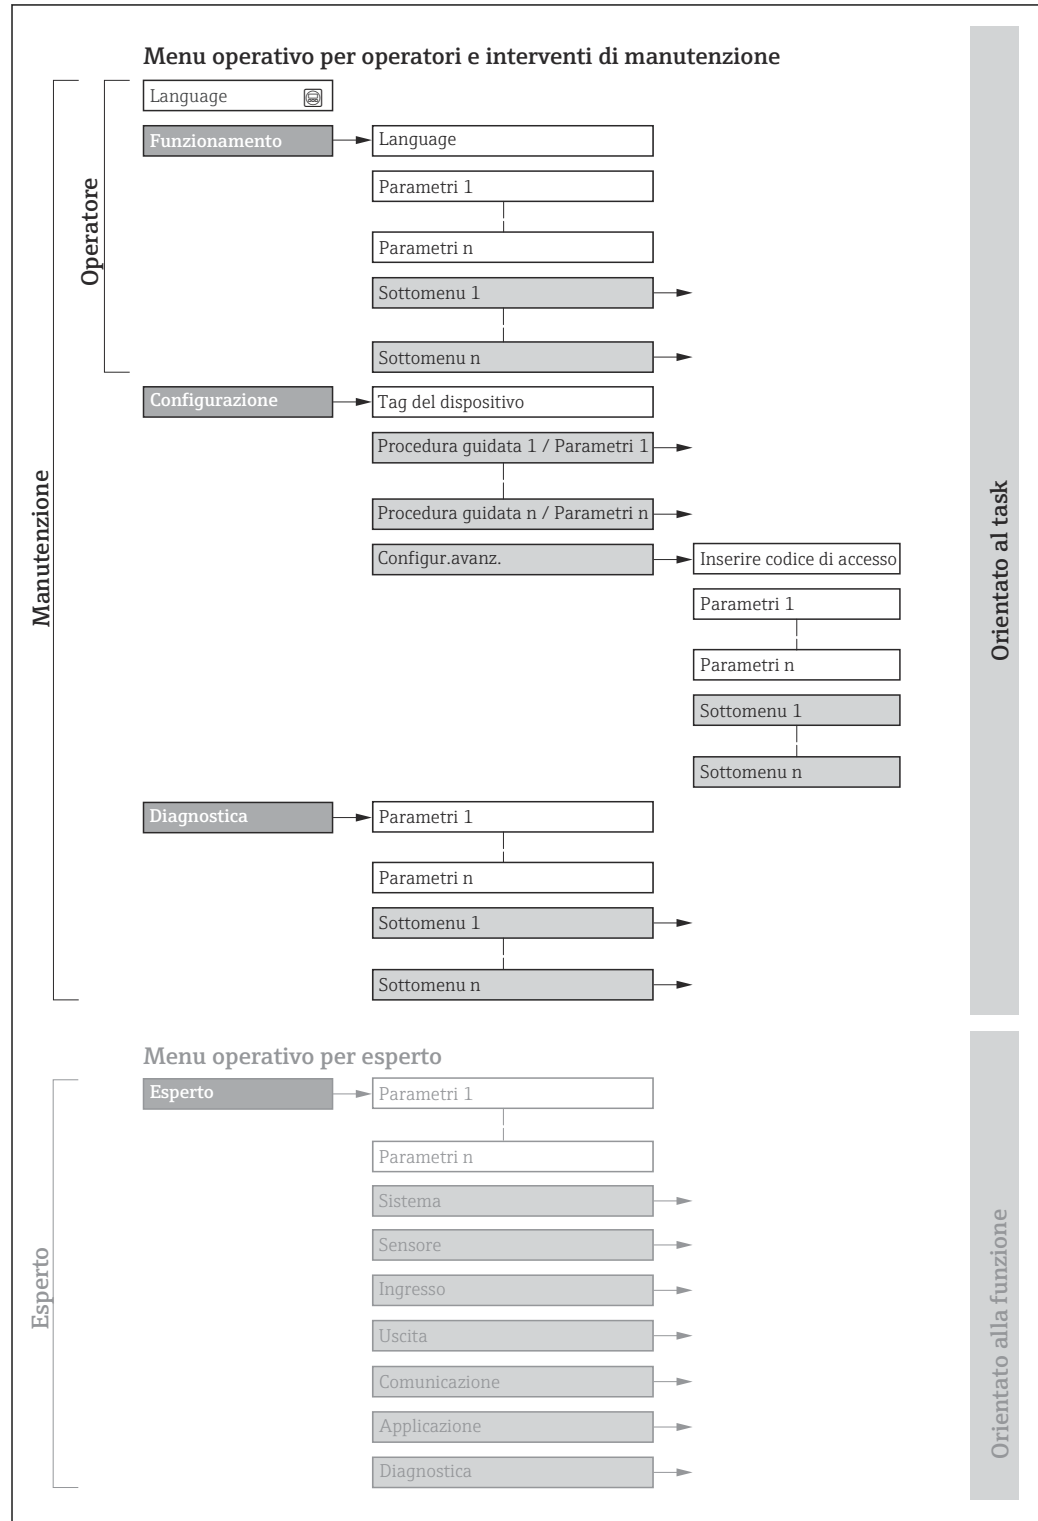 Menu operativo per operatori e interventi di manutenzione
Language
Funzionamento
Language
Parametri 1
Parametri n
Sottomenu 1
Sottomenu n
Operatore
Configurazione
Tag del dispositivo
Procedura guidata 1 / Parametri 1
Procedura guidata n / Parametri n
Configur.avanz.
Inserire codice di accesso
Parametri 1
Parametri n
Sottomenu 1
Sottomenu n
Diagnostica
Parametri 1
Parametri n
Sottomenu 1
Sottomenu n
Manutenzione
Orientato al task
Menu operativo per esperto
Esperto
Parametri 1
Parametri n
Sistema
Sensore
Ingresso
Uscita
Comunicazione
Applicazione
Diagnostica
Esperto
Orientato alla funzione